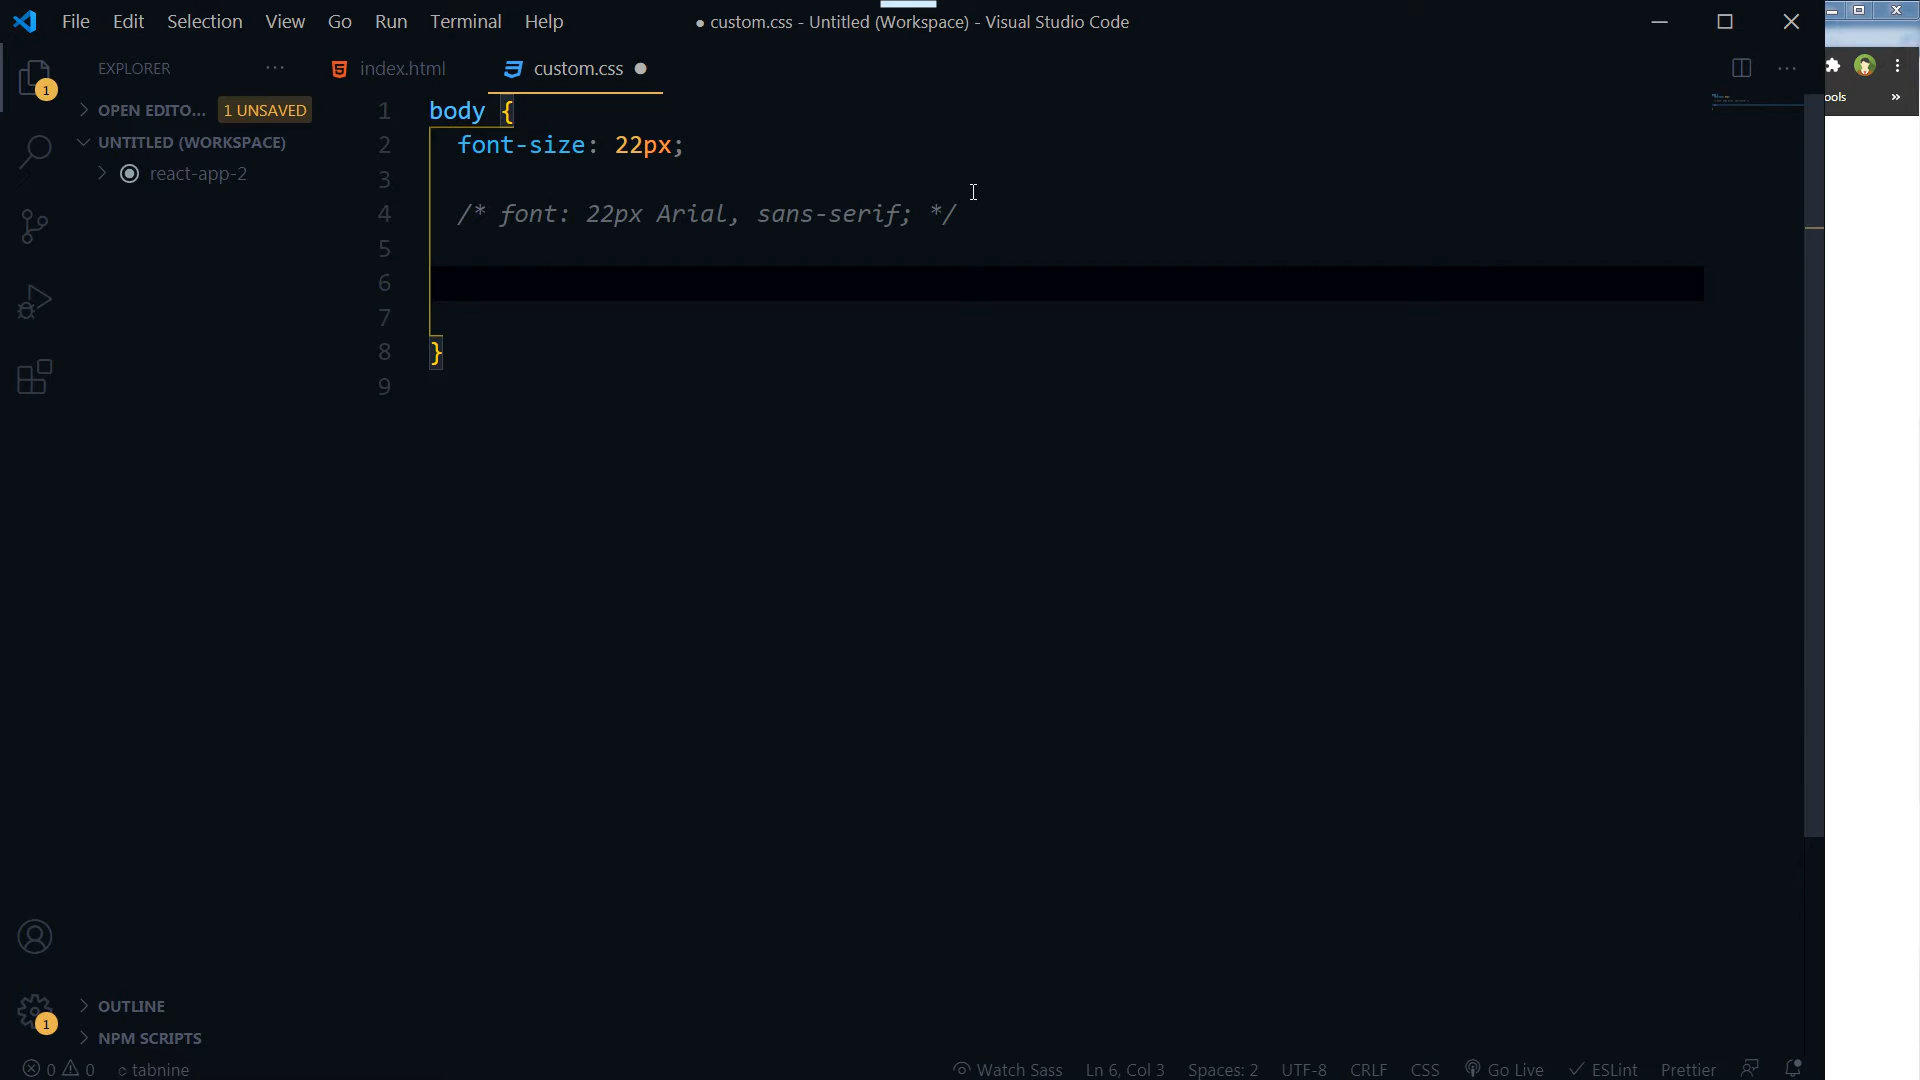 File Edit Selection View Go Run Terminal Help
● custom.css - Untitled (Workspace) - Visual Studio Code
EXPLORER ···
index.html
custom.css ●
OPEN EDITO... 1 UNSAVED
UNTITLED (WORKSPACE)
react-app-2
1 body {
2 font-size: 22px;
3
4 /* font: 22px Arial, sans-serif; */
5
6
7
8 }
9
ools »
1
OUTLINE
1
NPM SCRIPTS
0 0 tabnine
Watch Sass Ln 6, Col 3 Spaces: 2 UTF-8 CRLF CSS Go Live ESLint Prettier